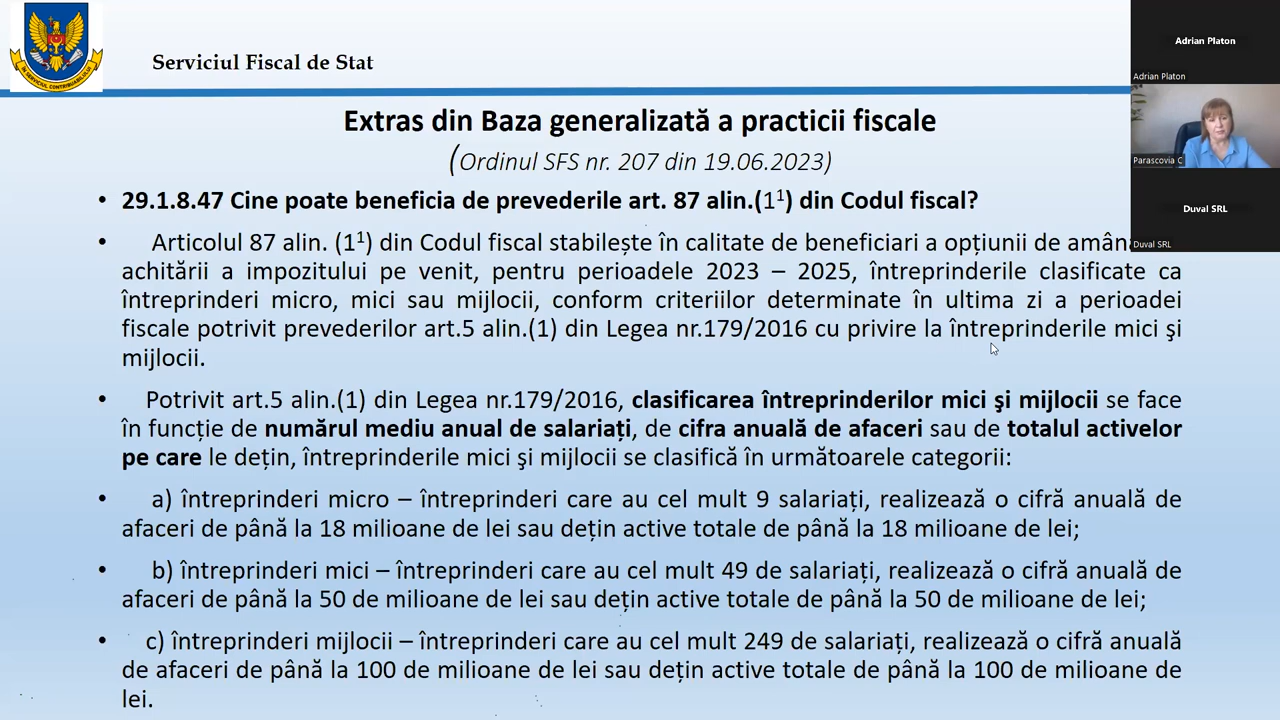 Serviciul Fiscal de Stat
Extras din Baza generalizată a practicii fiscale
(Ordinul SFS nr. 207 din 19.06.2023)
• 29.1.8.47 Cine poate beneficia de prevederile art. 87 alin.(1¹) din Codul fiscal?
• Articolul 87 alin. (1¹) din Codul fiscal stabilește în calitate de beneficiari a opțiunii de
achitării a impozitului pe venit, pentru perioadele 2023 – 2025, întreprinderile clasificate ca
întreprinderi micro, mici sau mijlocii, conform criteriilor determinate în ultima zi a perioadei
fiscale potrivit prevederilor art.5 alin.(1) din Legea nr.179/2016 cu privire la întreprinderile mici şi
mijlocii.
• Potrivit art.5 alin.(1) din Legea nr.179/2016, clasificarea întreprinderilor mici şi mijlocii se face
în funcție de numărul mediu anual de salariați, de cifra anuală de afaceri sau de totalul activelor
pe care le dețin, întreprinderile mici şi mijlocii se clasifică în următoarele categorii:
• a) întreprinderi micro – întreprinderi care au cel mult 9 salariați, realizează o cifră anuală de
afaceri de până la 18 milioane de lei sau dețin active totale de până la 18 milioane de lei;
• b) întreprinderi mici – întreprinderi care au cel mult 49 de salariați, realizează o cifră anuală de
afaceri de până la 50 de milioane de lei sau dețin active totale de până la 50 de milioane de lei;
• c) întreprinderi mijlocii – întreprinderi care au cel mult 249 de salariați, realizează o cifră anuală
de afaceri de până la 100 de milioane de lei sau dețin active totale de până la 100 de milioane de
lei.
Adrian Platon
Adrian Platon
Parascovia C
Duval SRL
Duval SRL